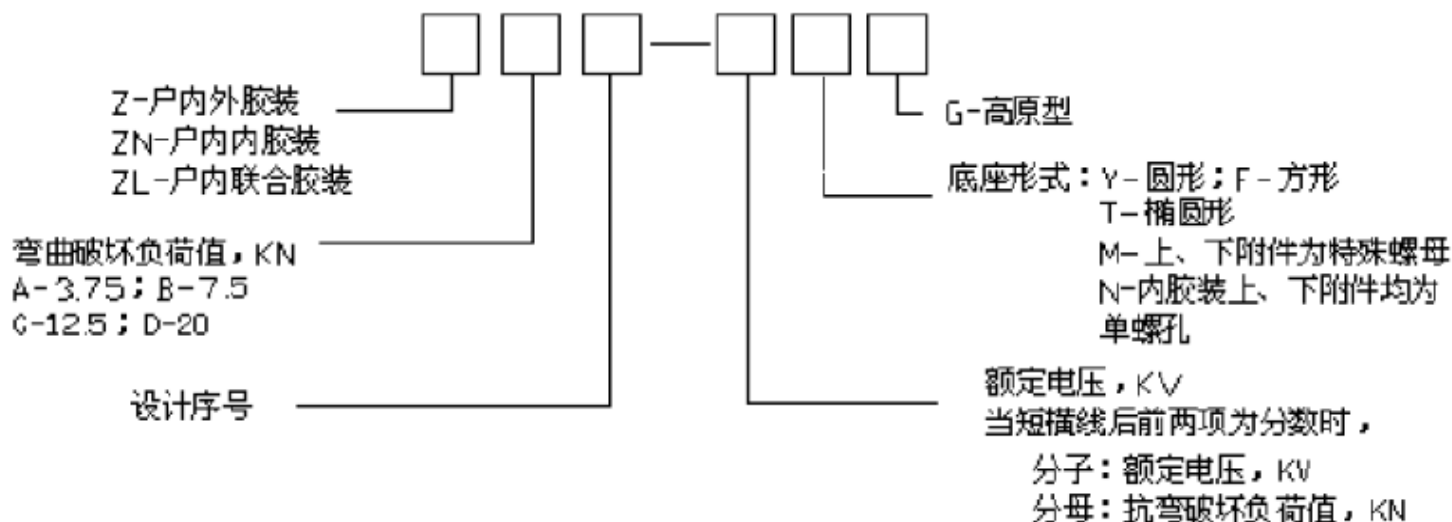 Z-户内外胶装
ZN-户内内胶装
ZL-户内联合胶装
弯曲破坏负荷值，KN
A-3.75；B-7.5
C-12.5；D-20
设计序号
G-高原型
底座形式：Y-圆形；F-方形
T-椭圆形
M-上、下附件为特殊螺母
N-内胶装上、下附件均为
单螺孔
额定电压，KV
当短横线后前两项为分数时，
分子：额定电压，KV
分母：抗弯破坏负荷值，KN